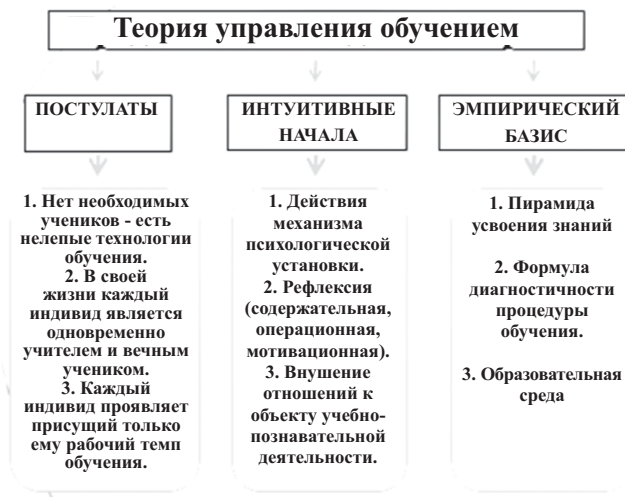 Теория управления обучением
ПОСТУЛАТЫ
ИНТУИТИВНЫЕ
НАЧАЛА
ЭМПИРИЧЕСКИЙ
БАЗИС
1. Нет необходимых
учеников - есть
нелепые технологии
обучения.
2. В своей
жизни каждый
индивид является
одновременно
учителем и вечным
учеником.
3. Каждый
индивид проявляет
присущий только
ему рабочий темп
обучения.
1. Действия
механизма
психологической
установки.
2. Рефлексия
(содержательная,
операционная,
мотивационная).
3. Внушение
отношений к
объекту учебно-
познавательной
деятельности.
1. Пирамида
усвоения знаний
2. Формула
диагностичности
процедуры
обучения.
3. Образовательная
среда